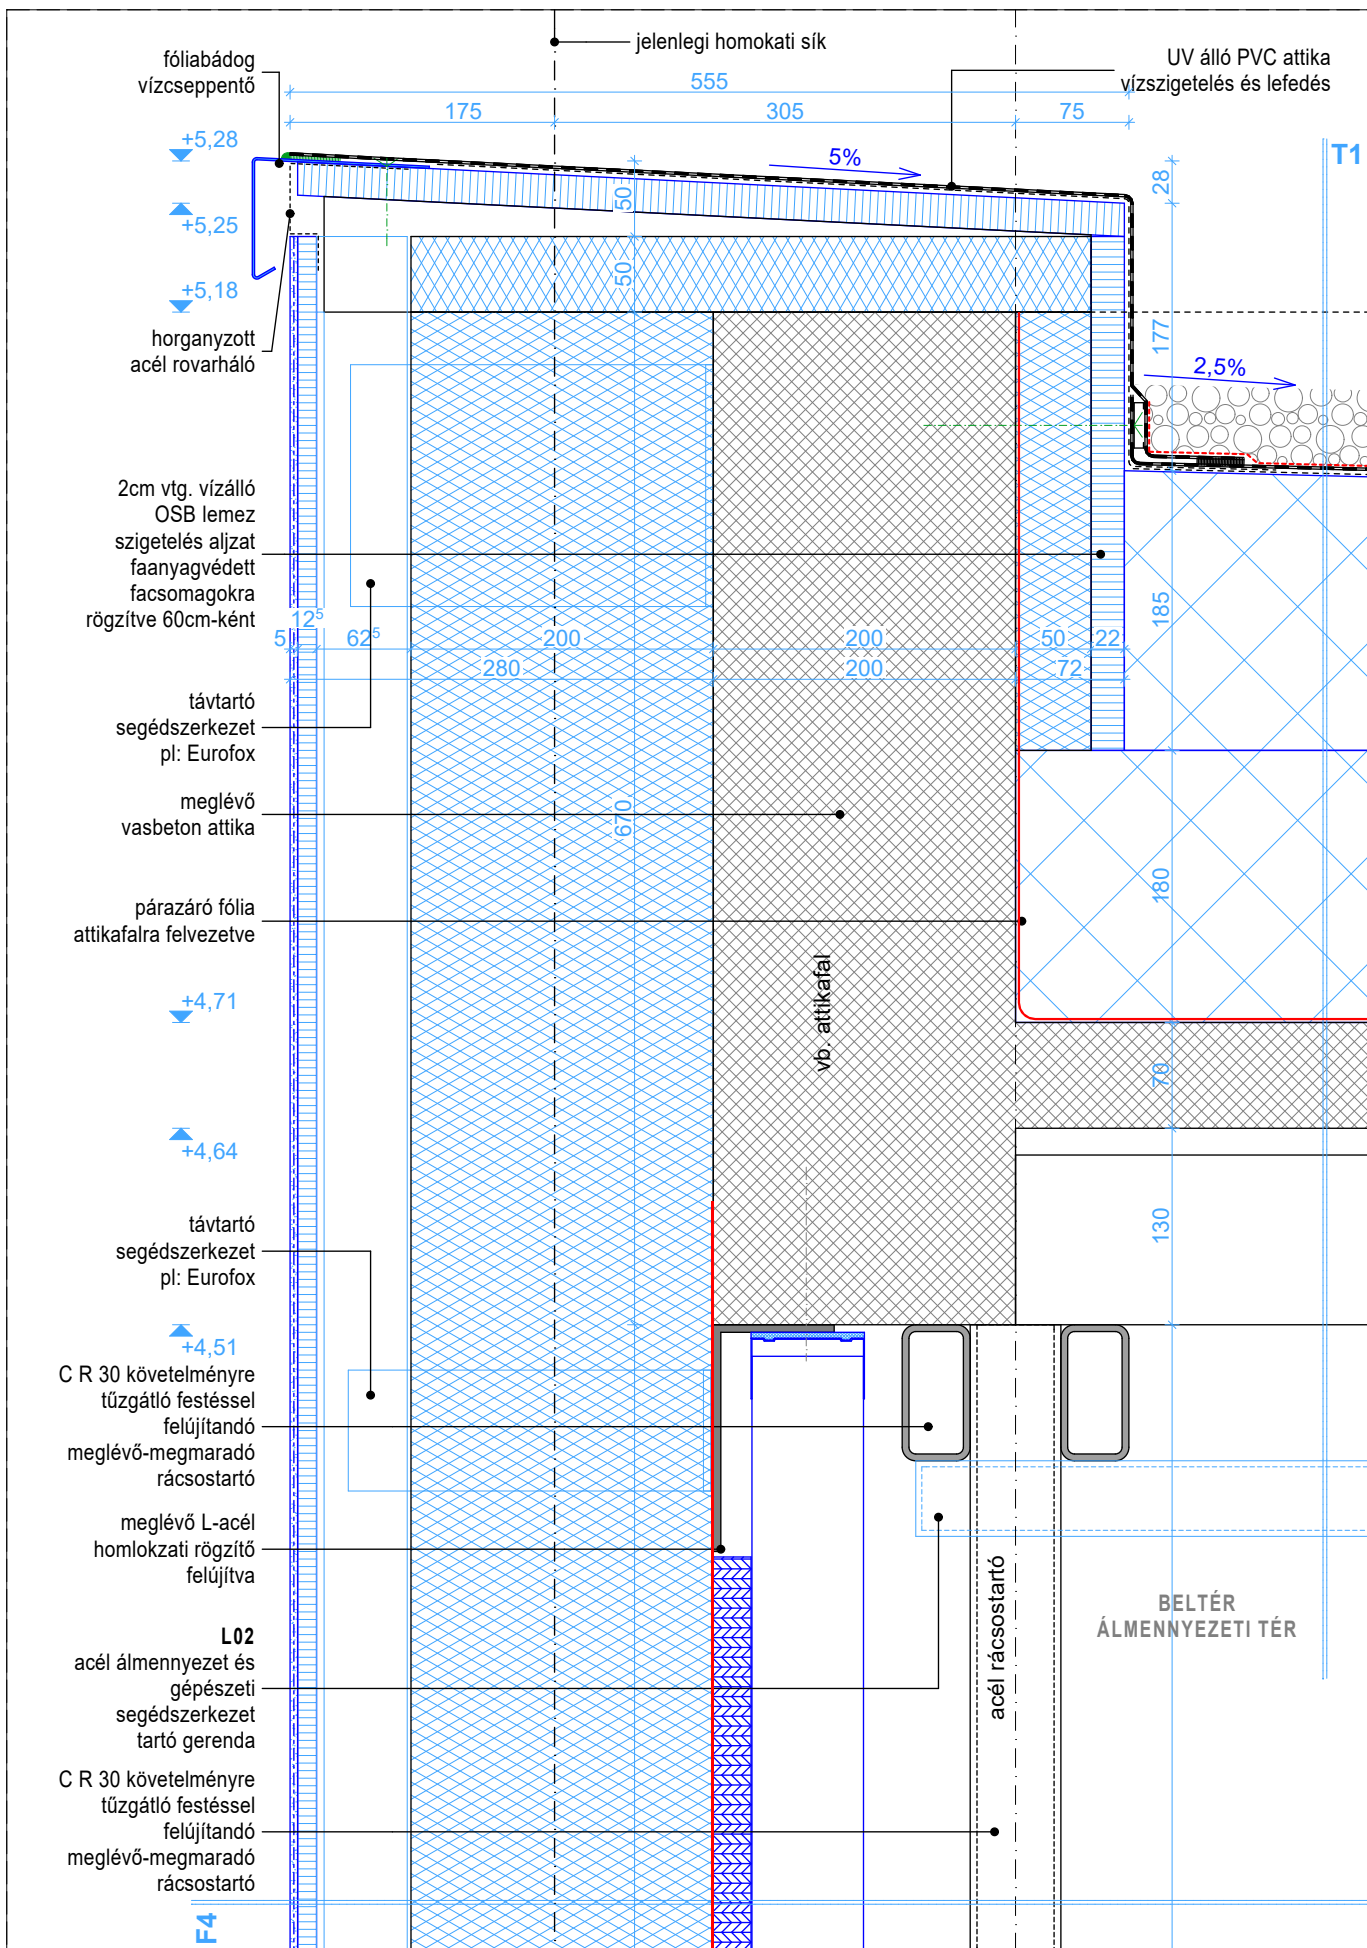 jelenlegi homokati sík
fóliabádog
vízcseppentő
UV álló PVC attika
vízszigetelés és lefedés
555
175
305
75
+5,28
5%
T1
28
50
+5,25
50
+5,18
177
horganyzott
acél rovarháló
2,5%
2cm vtg. vízálló
OSB lemez
szigetelés aljzat
faanyagvédett
facsomagokra
rögzítve 60cm-ként
185
12⁵
5
62⁵
200
200
50
22
280
200
72
távtartó
segédszerkezet
pl: Eurofox
meglévő
vasbeton attika
670
180
párazáró fólia
attikafalra felvezetve
vb. attikafal
+4,71
70
+4,64
130
távtartó
segédszerkezet
pl: Eurofox
+4,51
C R 30 követelményre
tűzgátló festéssel
felújítandó
meglévő-megmaradó
rácsostartó
meglévő L-acél
homlokzati rögzítő
felújítva
acél rácsostartó
BELTÉR
ÁLMENNYEZETI TÉR
L02
acél álmennyezet és
gépészeti
segédszerkezet
tartó gerenda
C R 30 követelményre
tűzgátló festéssel
felújítandó
meglévő-megmaradó
rácsostartó
F4